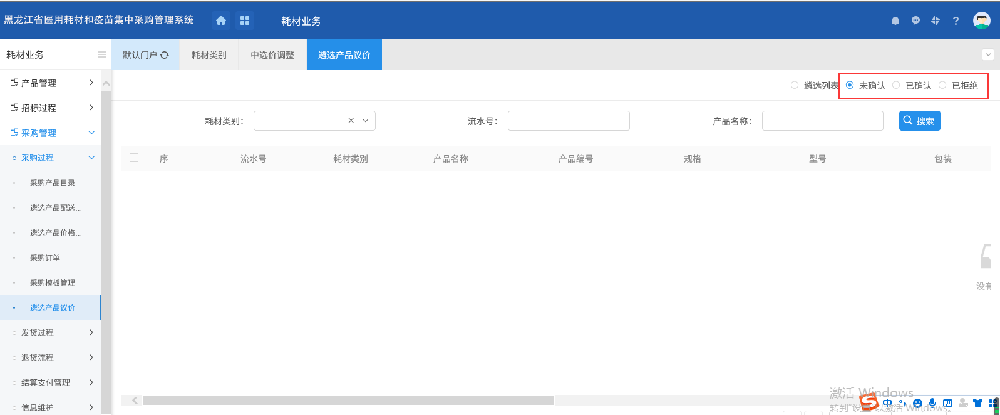 黑龙江省医用耗材和疫苗集中采购管理系统
耗材业务
?
耗材业务
默认门户
耗材类别
中选价调整
遴选产品议价
产品管理
招标过程
采购管理
采购过程
采购产品目录
遴选产品配送...
遴选产品价格...
采购订单
采购模板管理
遴选产品议价
发货过程
退货流程
结算支付管理
信息维护
遴选列表 未确认 已确认 已拒绝
耗材类别: 流水号: 产品名称: 搜索
序 流水号 耗材类别 产品名称 产品编号 规格 型号 包装
没有
激活 Windows
转到"设置"以激活 Windows。
中